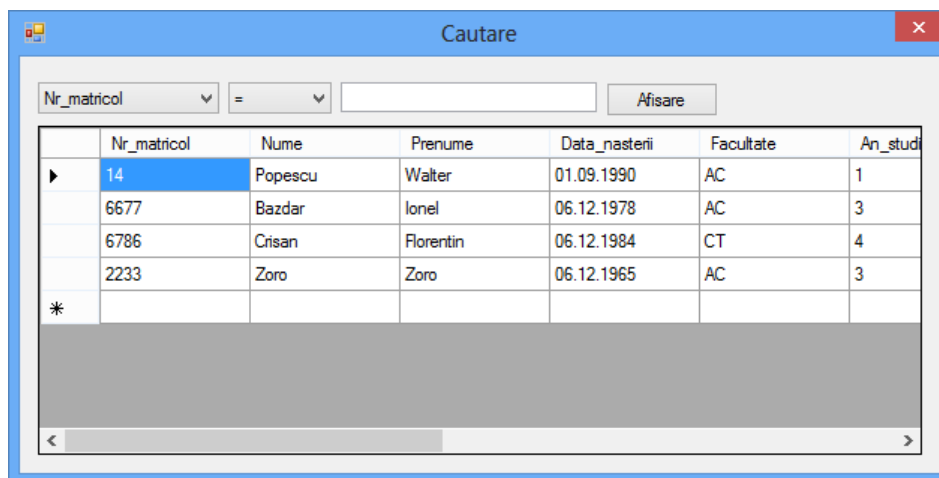 Cautare
Nr_matricol = Afisare
Nr_matricol Nume Prenume Data_nasterii Facultate An_studi
14 Popescu Walter 01.09.1990 AC 1
6677 Bazdar Ionel 06.12.1978 AC 3
6786 Crisan Florentin 06.12.1984 CT 4
2233 Zoro Zoro 06.12.1965 AC 3